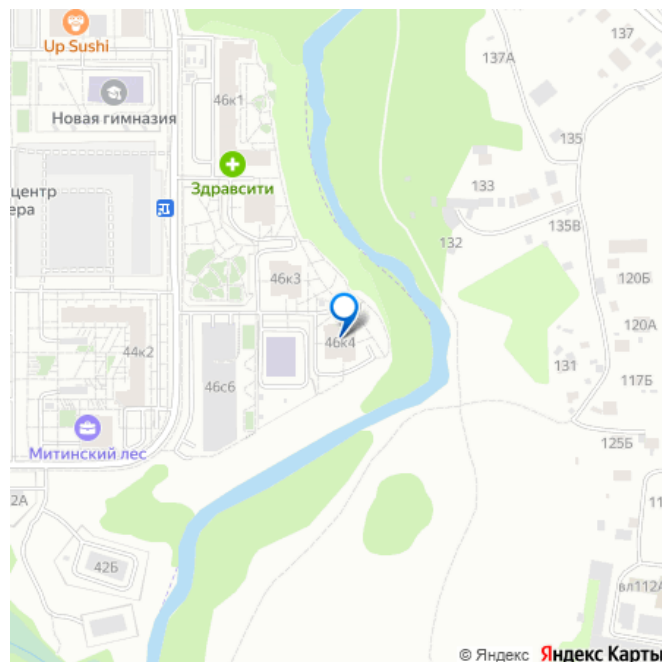 Up Sushi
137
137А
46к1
Новая гимназия
135
Здравсити
133
центр
ера
135В
132
46к3
120Б
46к4
120А
44к2
131
46с6
117Б
Митинский лес
125Б
2А
11
42Б
вл112А
© Яндекс Яндекс Карты